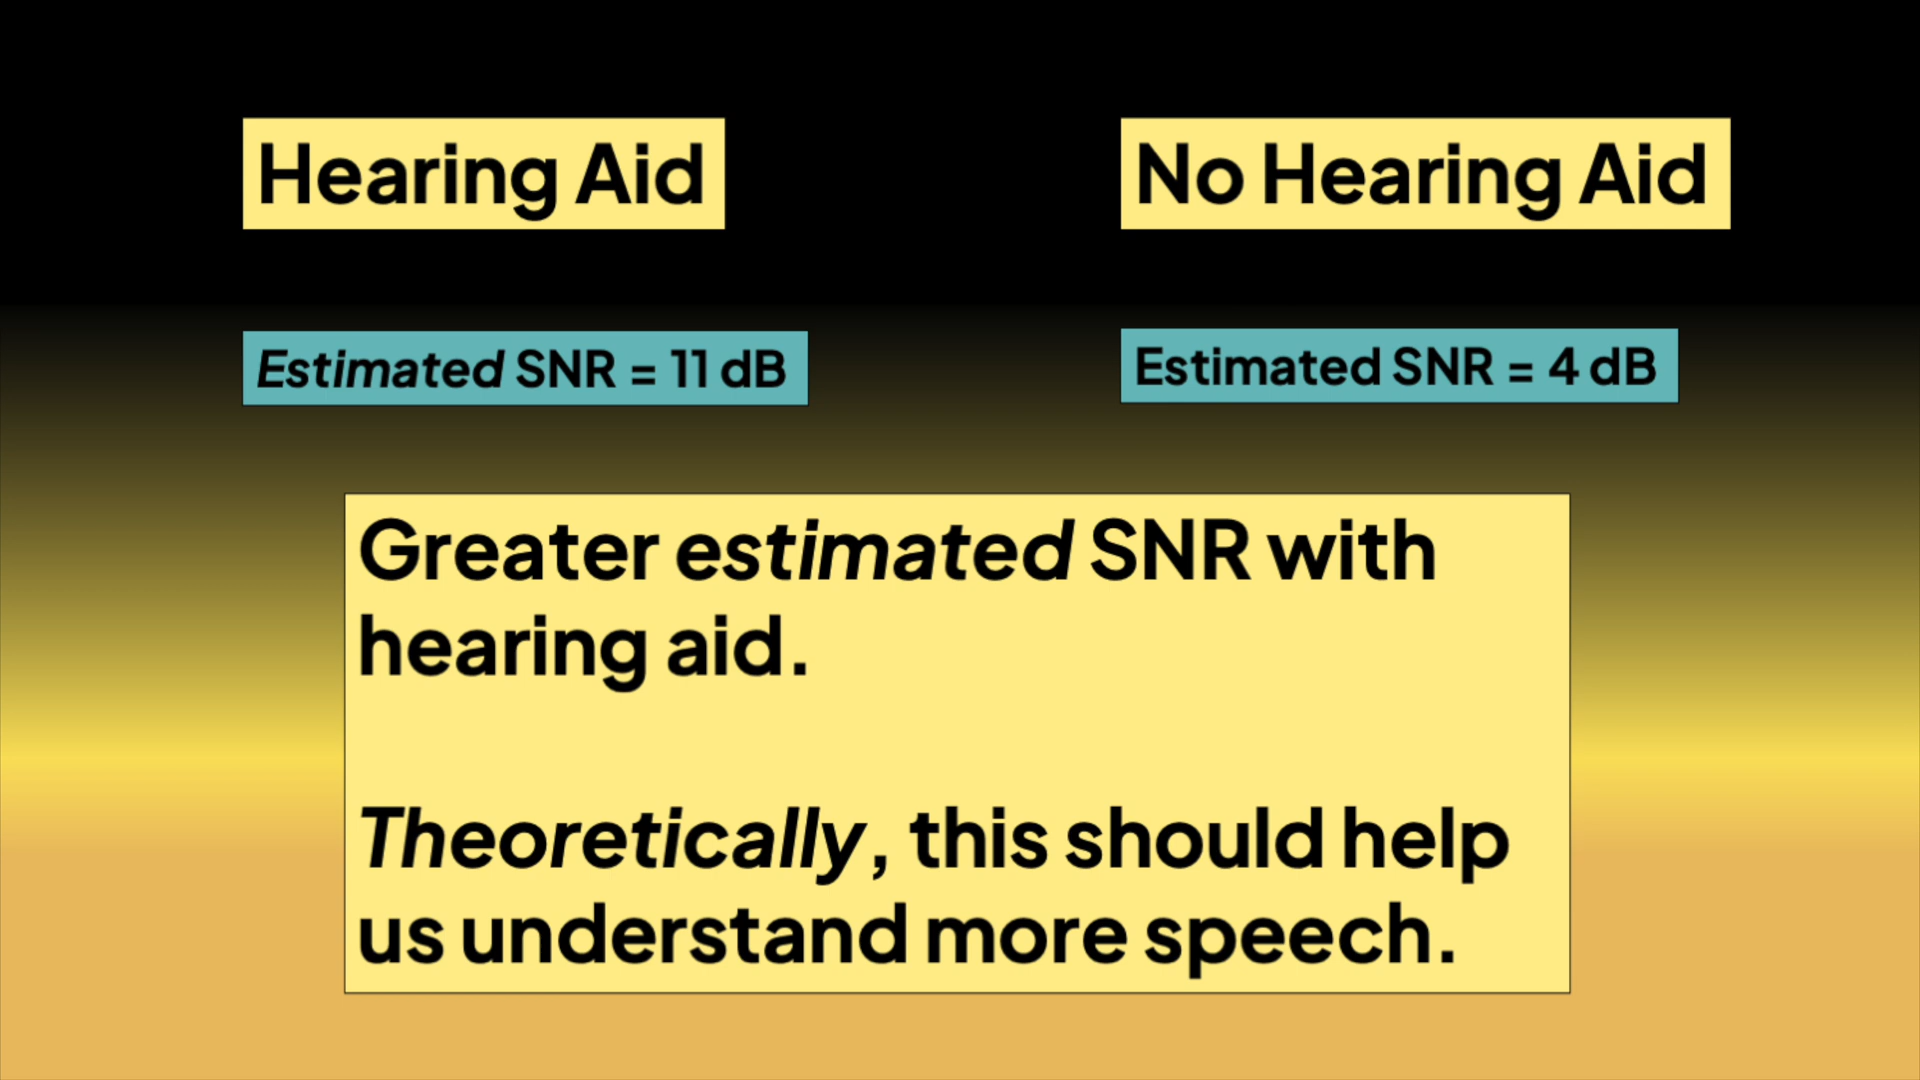 Hearing Aid
No Hearing Aid
Estimated SNR = 11 dB
Estimated SNR = 4 dB
Greater estimated SNR with
hearing aid.
Theoretically, this should help
us understand more speech.